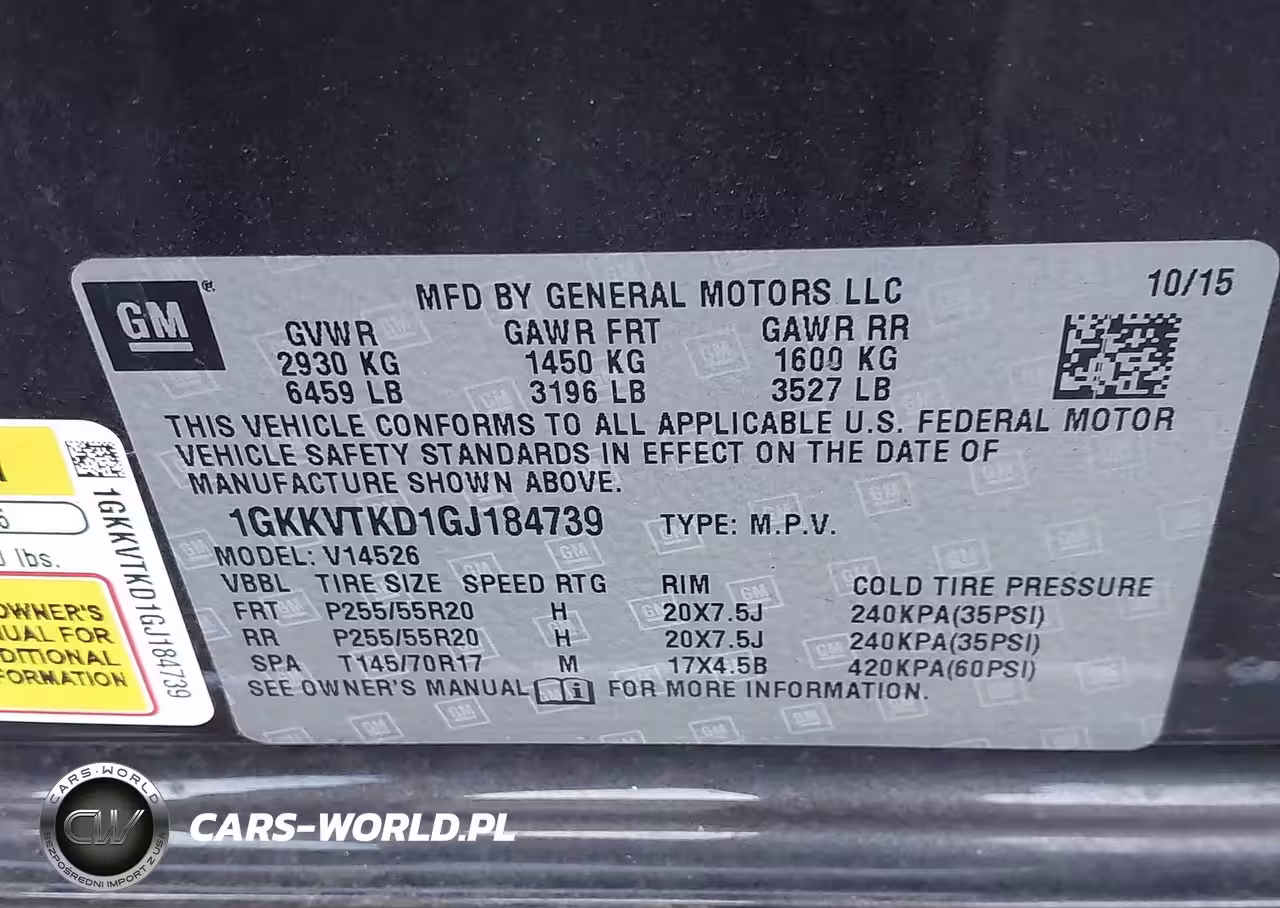 GM
MFD BY GENERAL MOTORS LLC
10/15
GVWR GAWR FRT GAWR RR
2930 KG 1450 KG 1600 KG
6459 LB 3196 LB 3527 LB
THIS VEHICLE CONFORMS TO ALL APPLICABLE U.S. FEDERAL MOTOR
VEHICLE SAFETY STANDARDS IN EFFECT ON THE DATE OF
MANUFACTURE SHOWN ABOVE.
1GKKVTKD1GJ184739 TYPE: M.P.V.
MODEL: V14526
VBBL TIRE SIZE SPEED RTG RIM COLD TIRE PRESSURE
FRT P255/55R20 H 20X7.5J 240KPA(35PSI)
RR P255/55R20 H 20X7.5J 240KPA(35PSI)
SPA T145/70R17 M 17X4.5B 420KPA(60PSI)
SEE OWNER'S MANUAL FOR MORE INFORMATION.
1GKKVTKD1GJ184739
lbs.
OWNER'S
FOR
CARS-WORLD
CW
BEZPOŚREDNI IMPORT Z USA
CARS-WORLD.PL